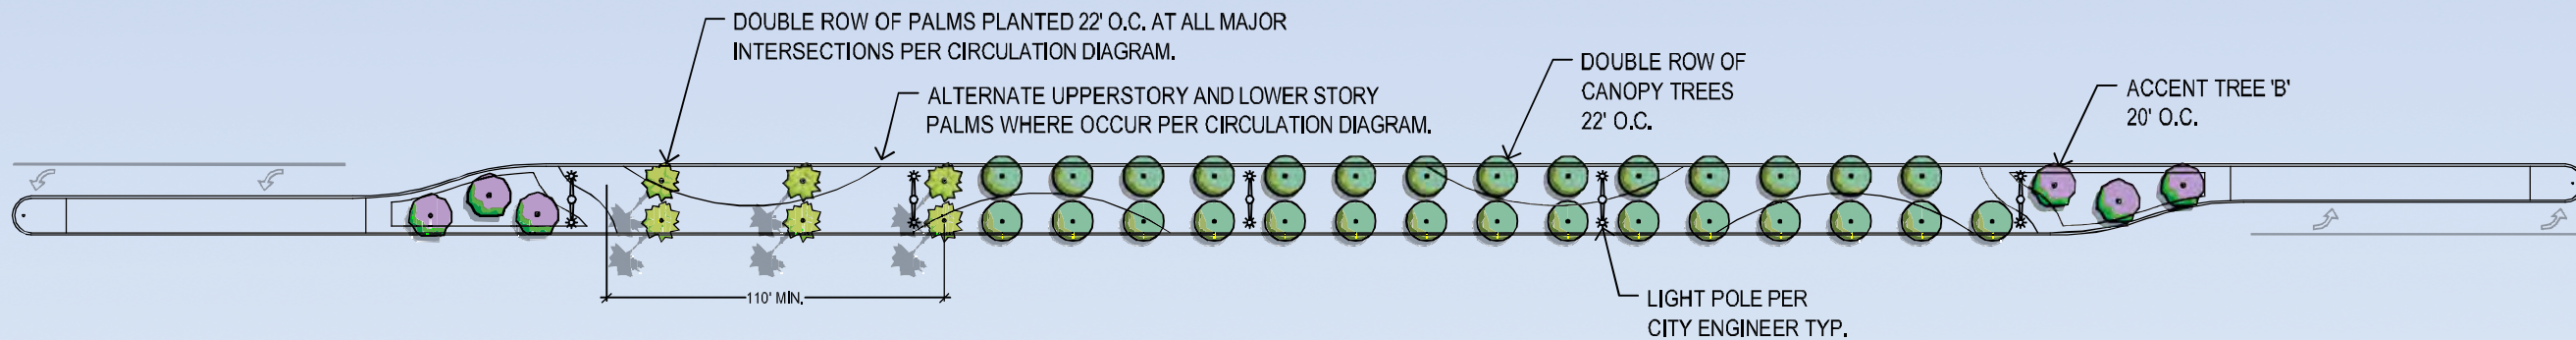 DOUBLE ROW OF PALMS PLANTED 22' O.C. AT ALL MAJOR
INTERSECTIONS PER CIRCULATION DIAGRAM.
ALTERNATE UPPERSTORY AND LOWER STORY
PALMS WHERE OCCUR PER CIRCULATION DIAGRAM.
DOUBLE ROW OF
CANOPY TREES
22' O.C.
ACCENT TREE 'B'
20' O.C.
110' MIN.
LIGHT POLE PER
CITY ENGINEER TYP.